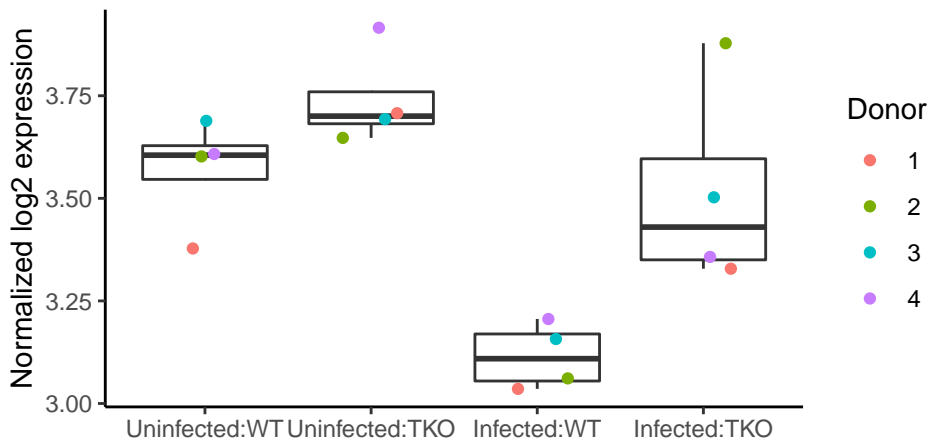 Normalized log2 expression
3.75
3.50
3.25
3.00
Uninfected:WT
Uninfected:TKO
Infected:WT
Infected:TKO
Donor
1
2
3
4